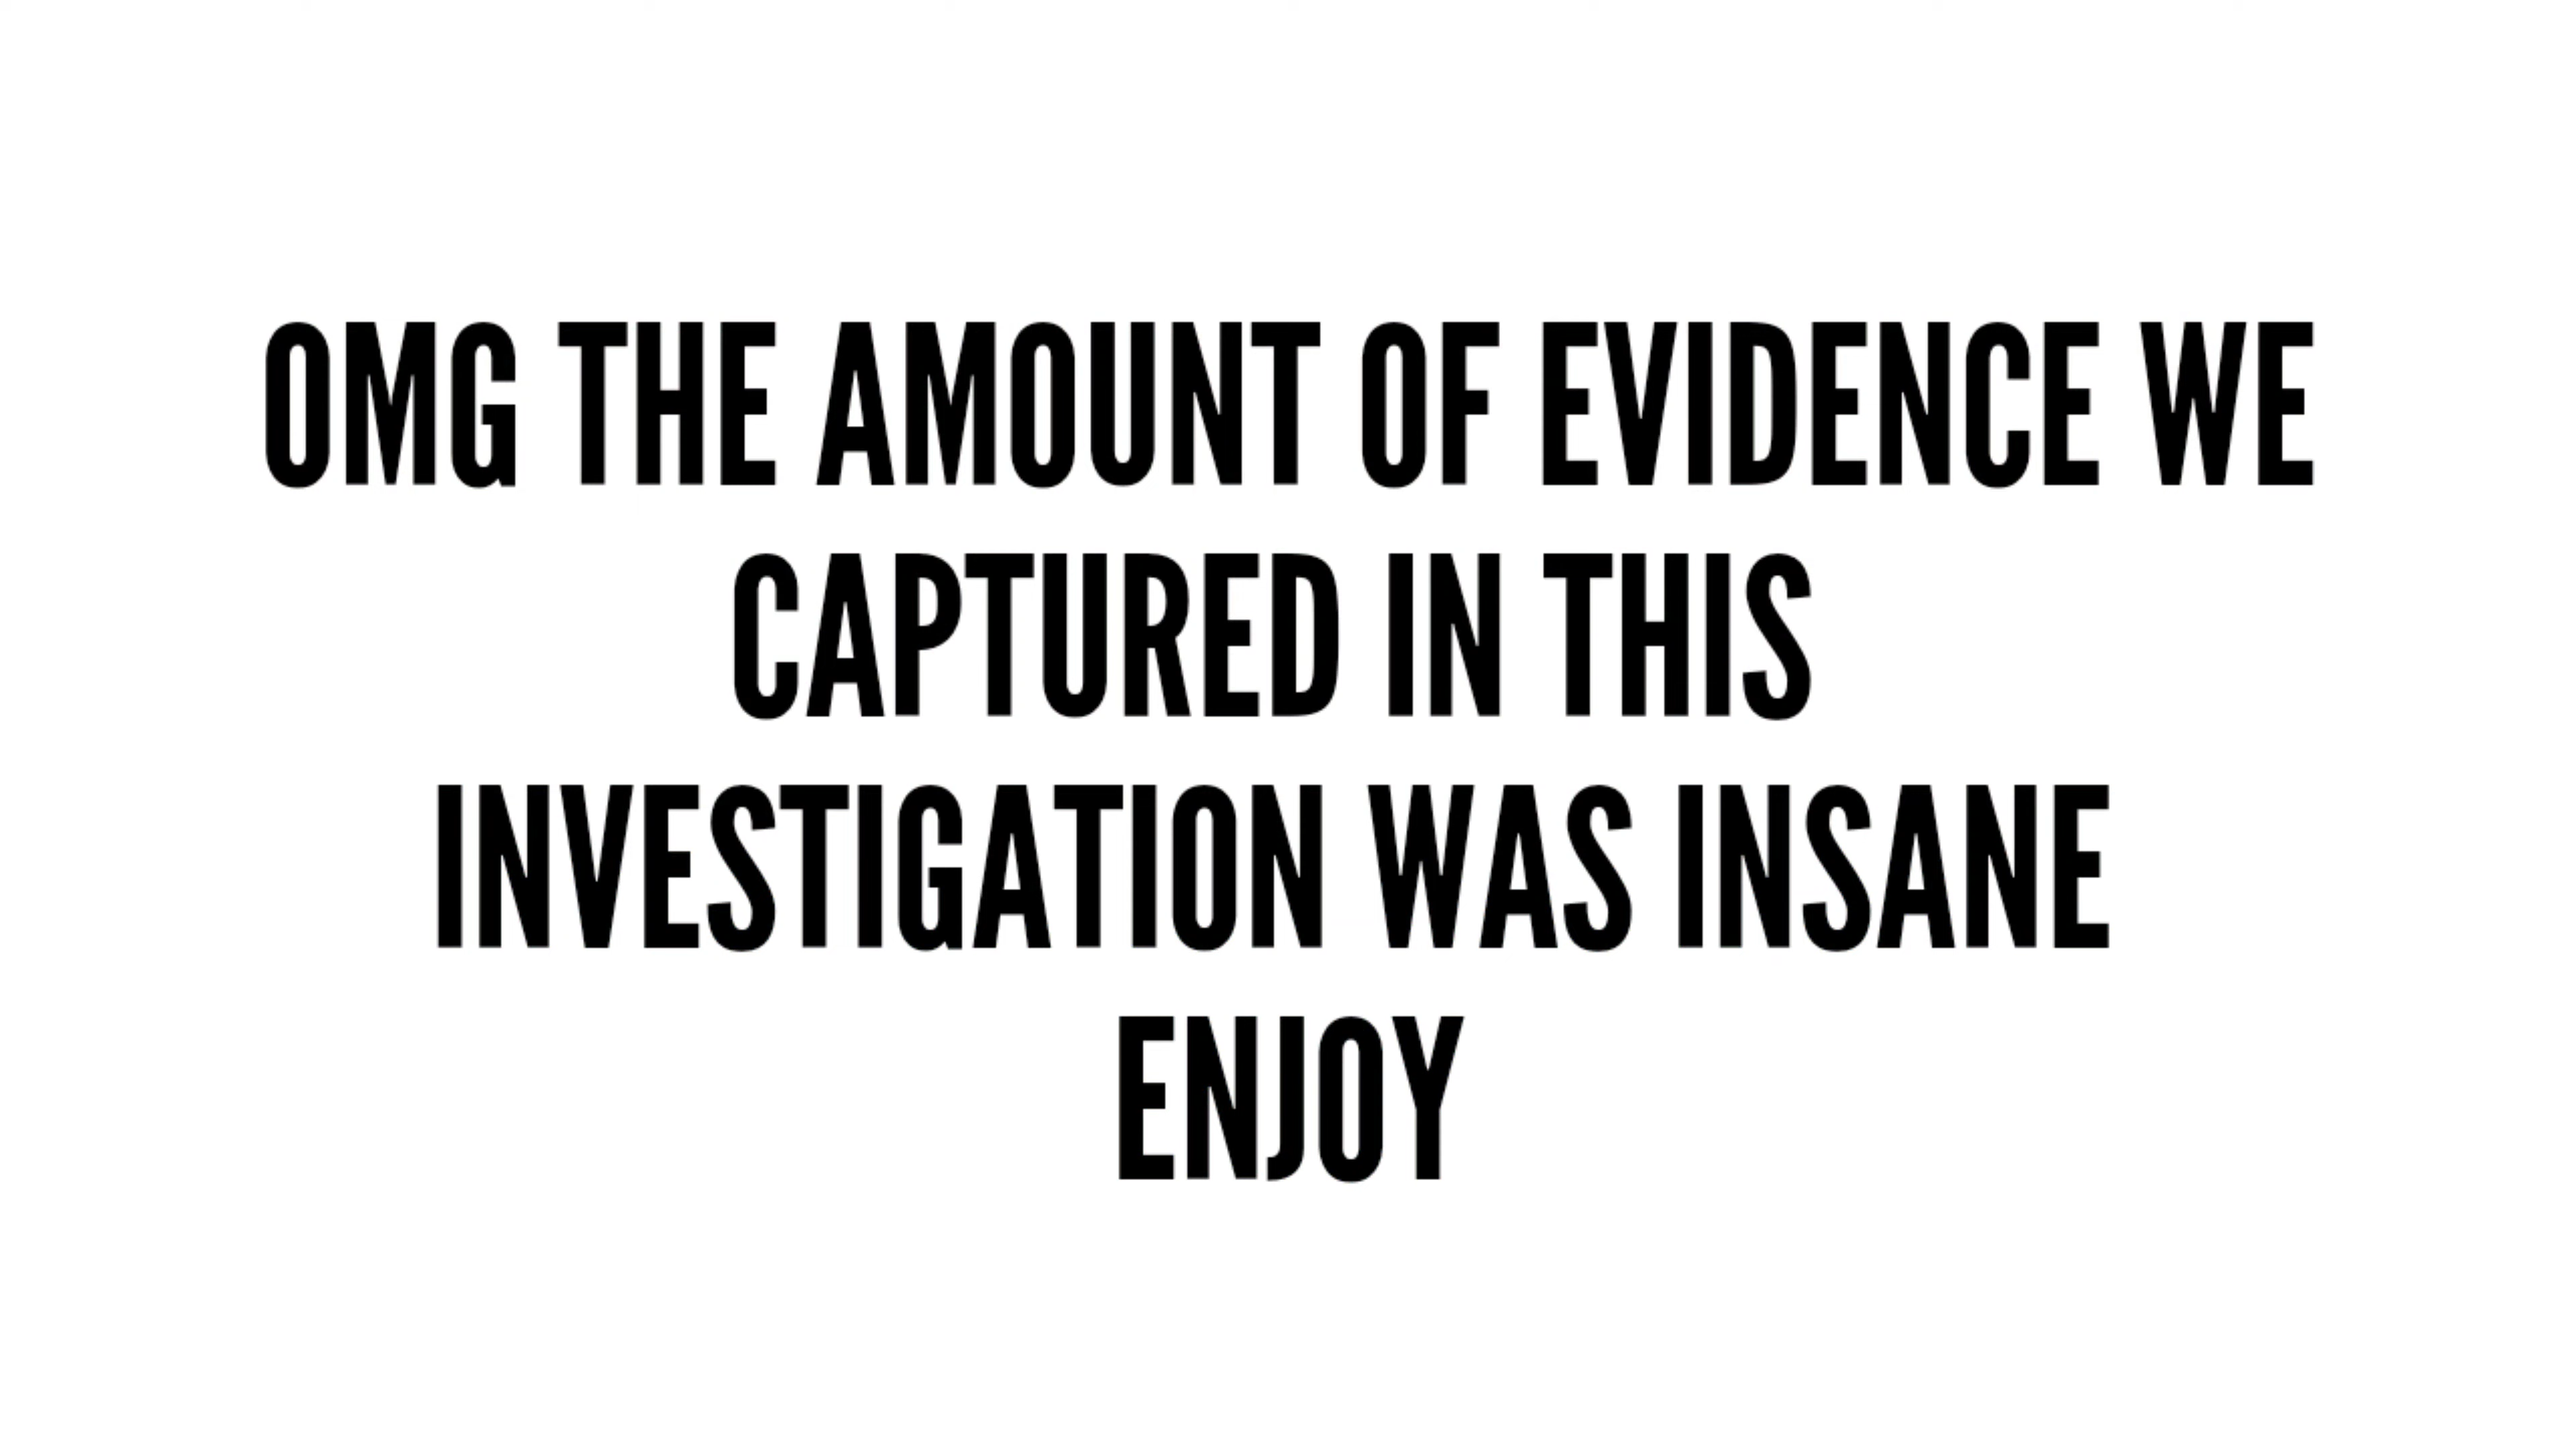 OMG THE AMOUNT OF EVIDENCE WE
CAPTURED IN THIS
INVESTIGATION WAS INSANE
ENJOY